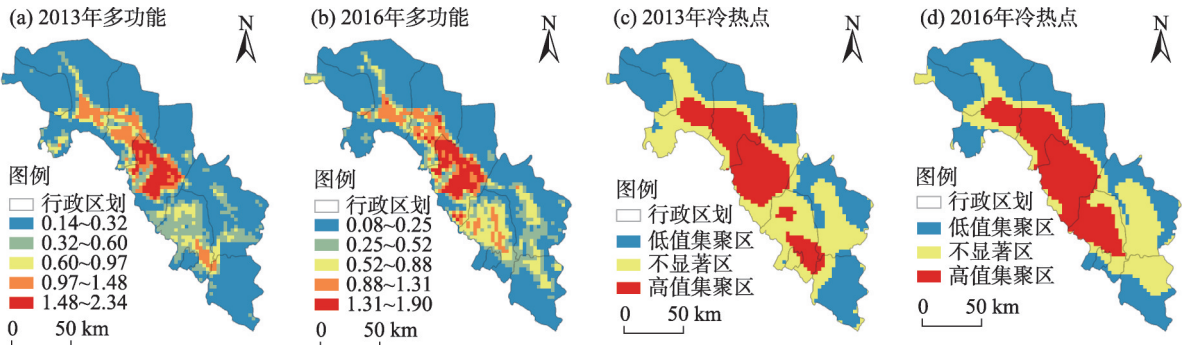 (a) 2013年多功能
N
图例
行政区划
0.14~0.32
0.32~0.60
0.60~0.97
0.97~1.48
1.48~2.34
0 50 km
(b) 2016年多功能
N
图例
行政区划
0.08~0.25
0.25~0.52
0.52~0.88
0.88~1.31
1.31~1.90
0 50 km
(c) 2013年冷热点
N
图例
行政区划
低值集聚区
不显著区
高值集聚区
0 50 km
(d) 2016年冷热点
N
图例
行政区划
低值集聚区
不显著区
高值集聚区
0 50 km